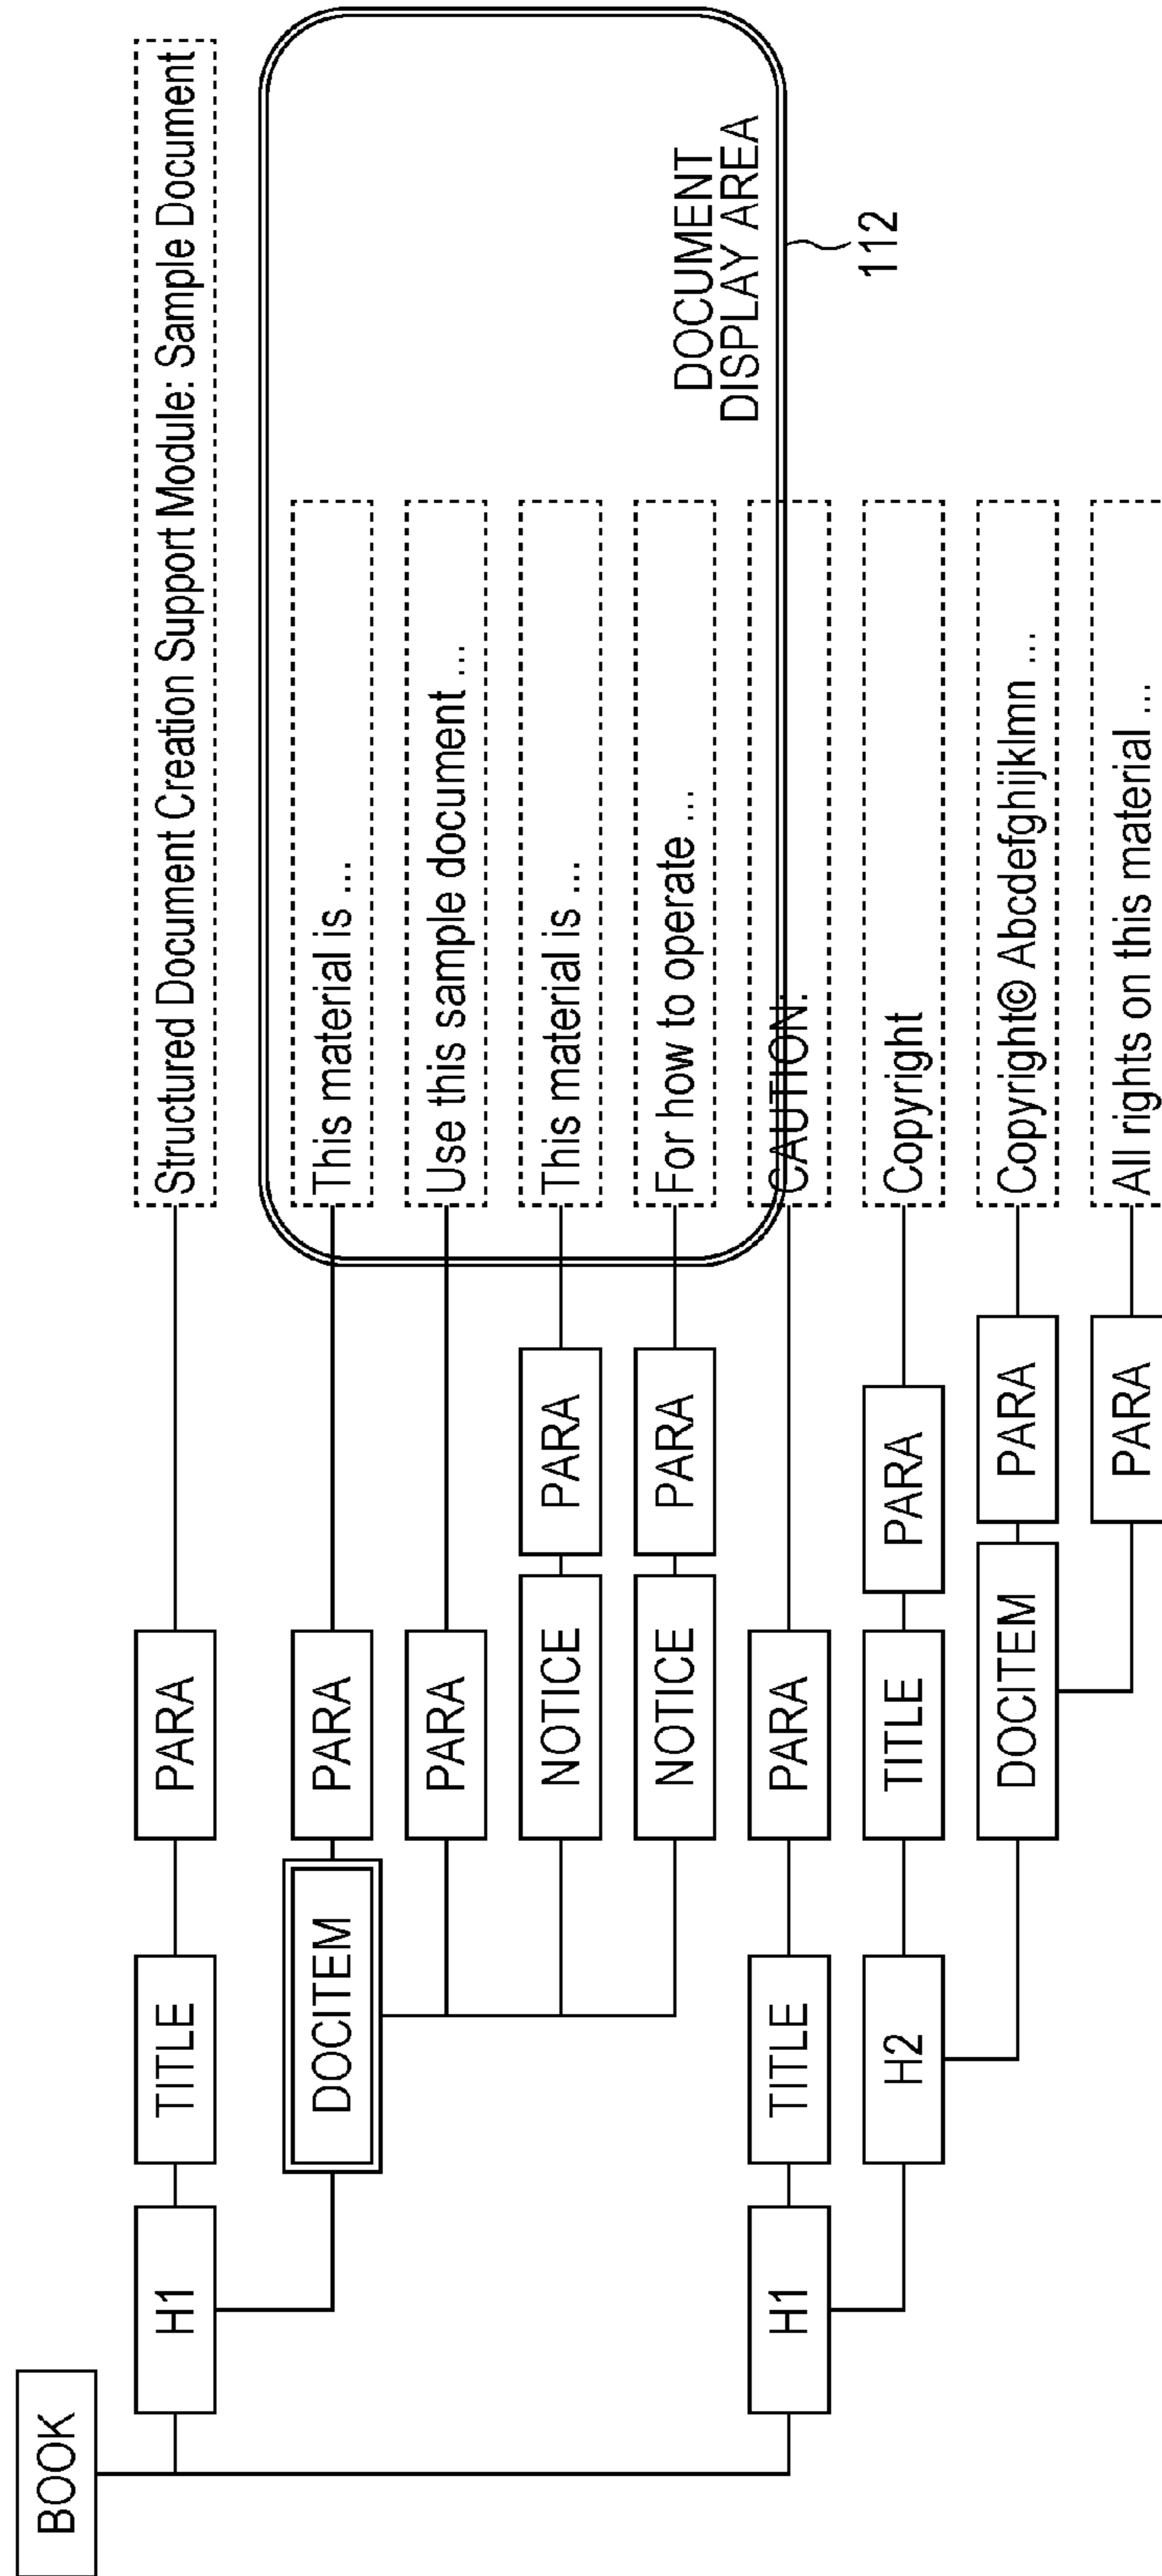 BOOK
H1
TITLE
PARA
Structured Document Creation Support Module: Sample Document
DOCITEM
PARA
This material is ...
PARA
Use this sample document ...
NOTICE
PARA
This material is ...
NOTICE
PARA
For how to operate ...
DOCUMENT
DISPLAY AREA
112
H1
TITLE
PARA
CAUTION:
H2
TITLE
PARA
Copyright
DOCITEM
PARA
Copyright© Abcdefghijklmn ...
PARA
All rights on this material ...